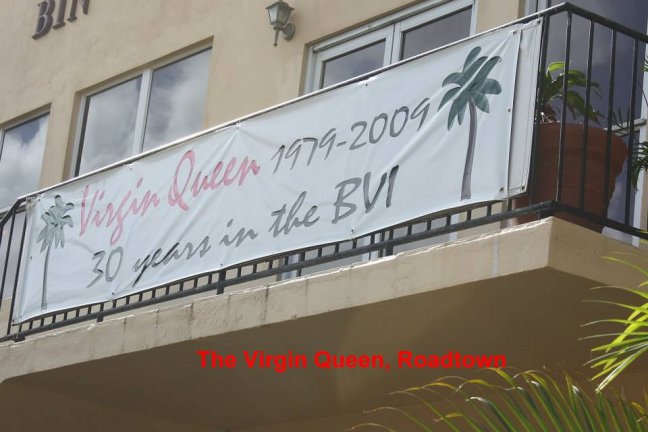 BIN
Virgin Queen 1979-2009
30 years in the BVI
The Virgin Queen, Roadtown